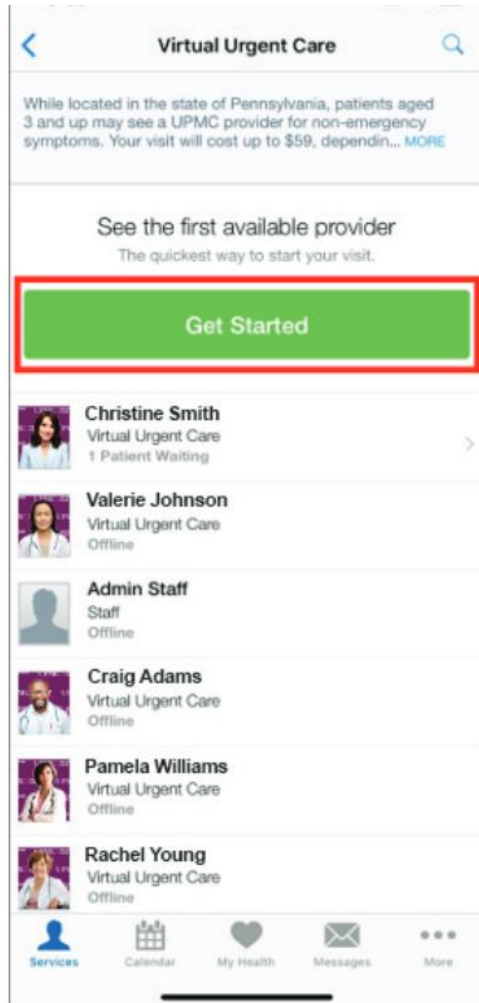 Virtual Urgent Care
While located in the state of Pennsylvania, patients aged
3 and up may see a UPMC provider for non-emergency
symptoms. Your visit will cost up to $59, dependin... MORE
See the first available provider
The quickest way to start your visit.
Get Started
Christine Smith
Virtual Urgent Care
1 Patient Waiting
Valerie Johnson
Virtual Urgent Care
Offline
Admin Staff
Staff
Offline
Craig Adams
Virtual Urgent Care
Offline
Pamela Williams
Virtual Urgent Care
Offline
Rachel Young
Virtual Urgent Care
Offline
Services Calendar My Health Messages More